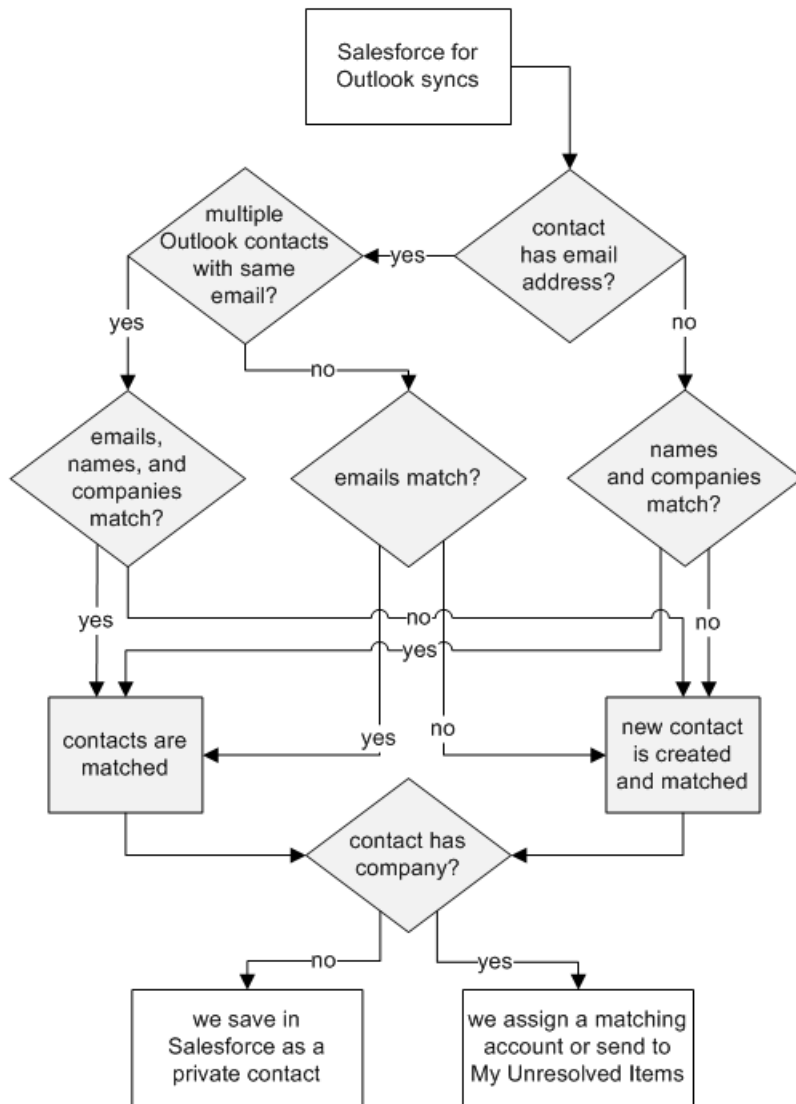 Salesforce for
Outlook syncs
multiple
Outlook contacts
with same
email?
yes
contact
has email
address?
yes
no
no
emails,
names, and
companies
match?
emails match?
names
and companies
match?
yes
no
no
yes
contacts are
matched
yes
no
new contact
is created
and matched
contact has
company?
no
yes
we save in
Salesforce as a
private contact
we assign a matching
account or send to
My Unresolved Items